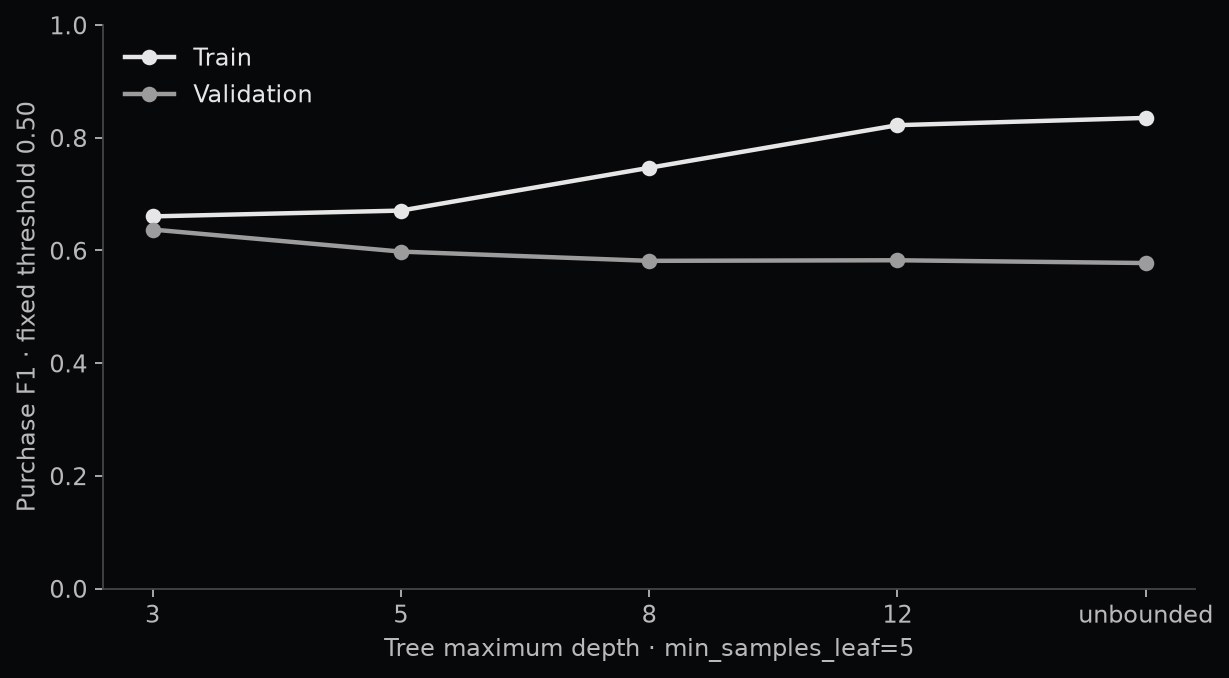 Purchase F1 · fixed threshold 0.50
1.0
0.8
0.6
0.4
0.2
0.0
Train
Validation
3
5
8
12
unbounded
Tree maximum depth · min_samples_leaf=5